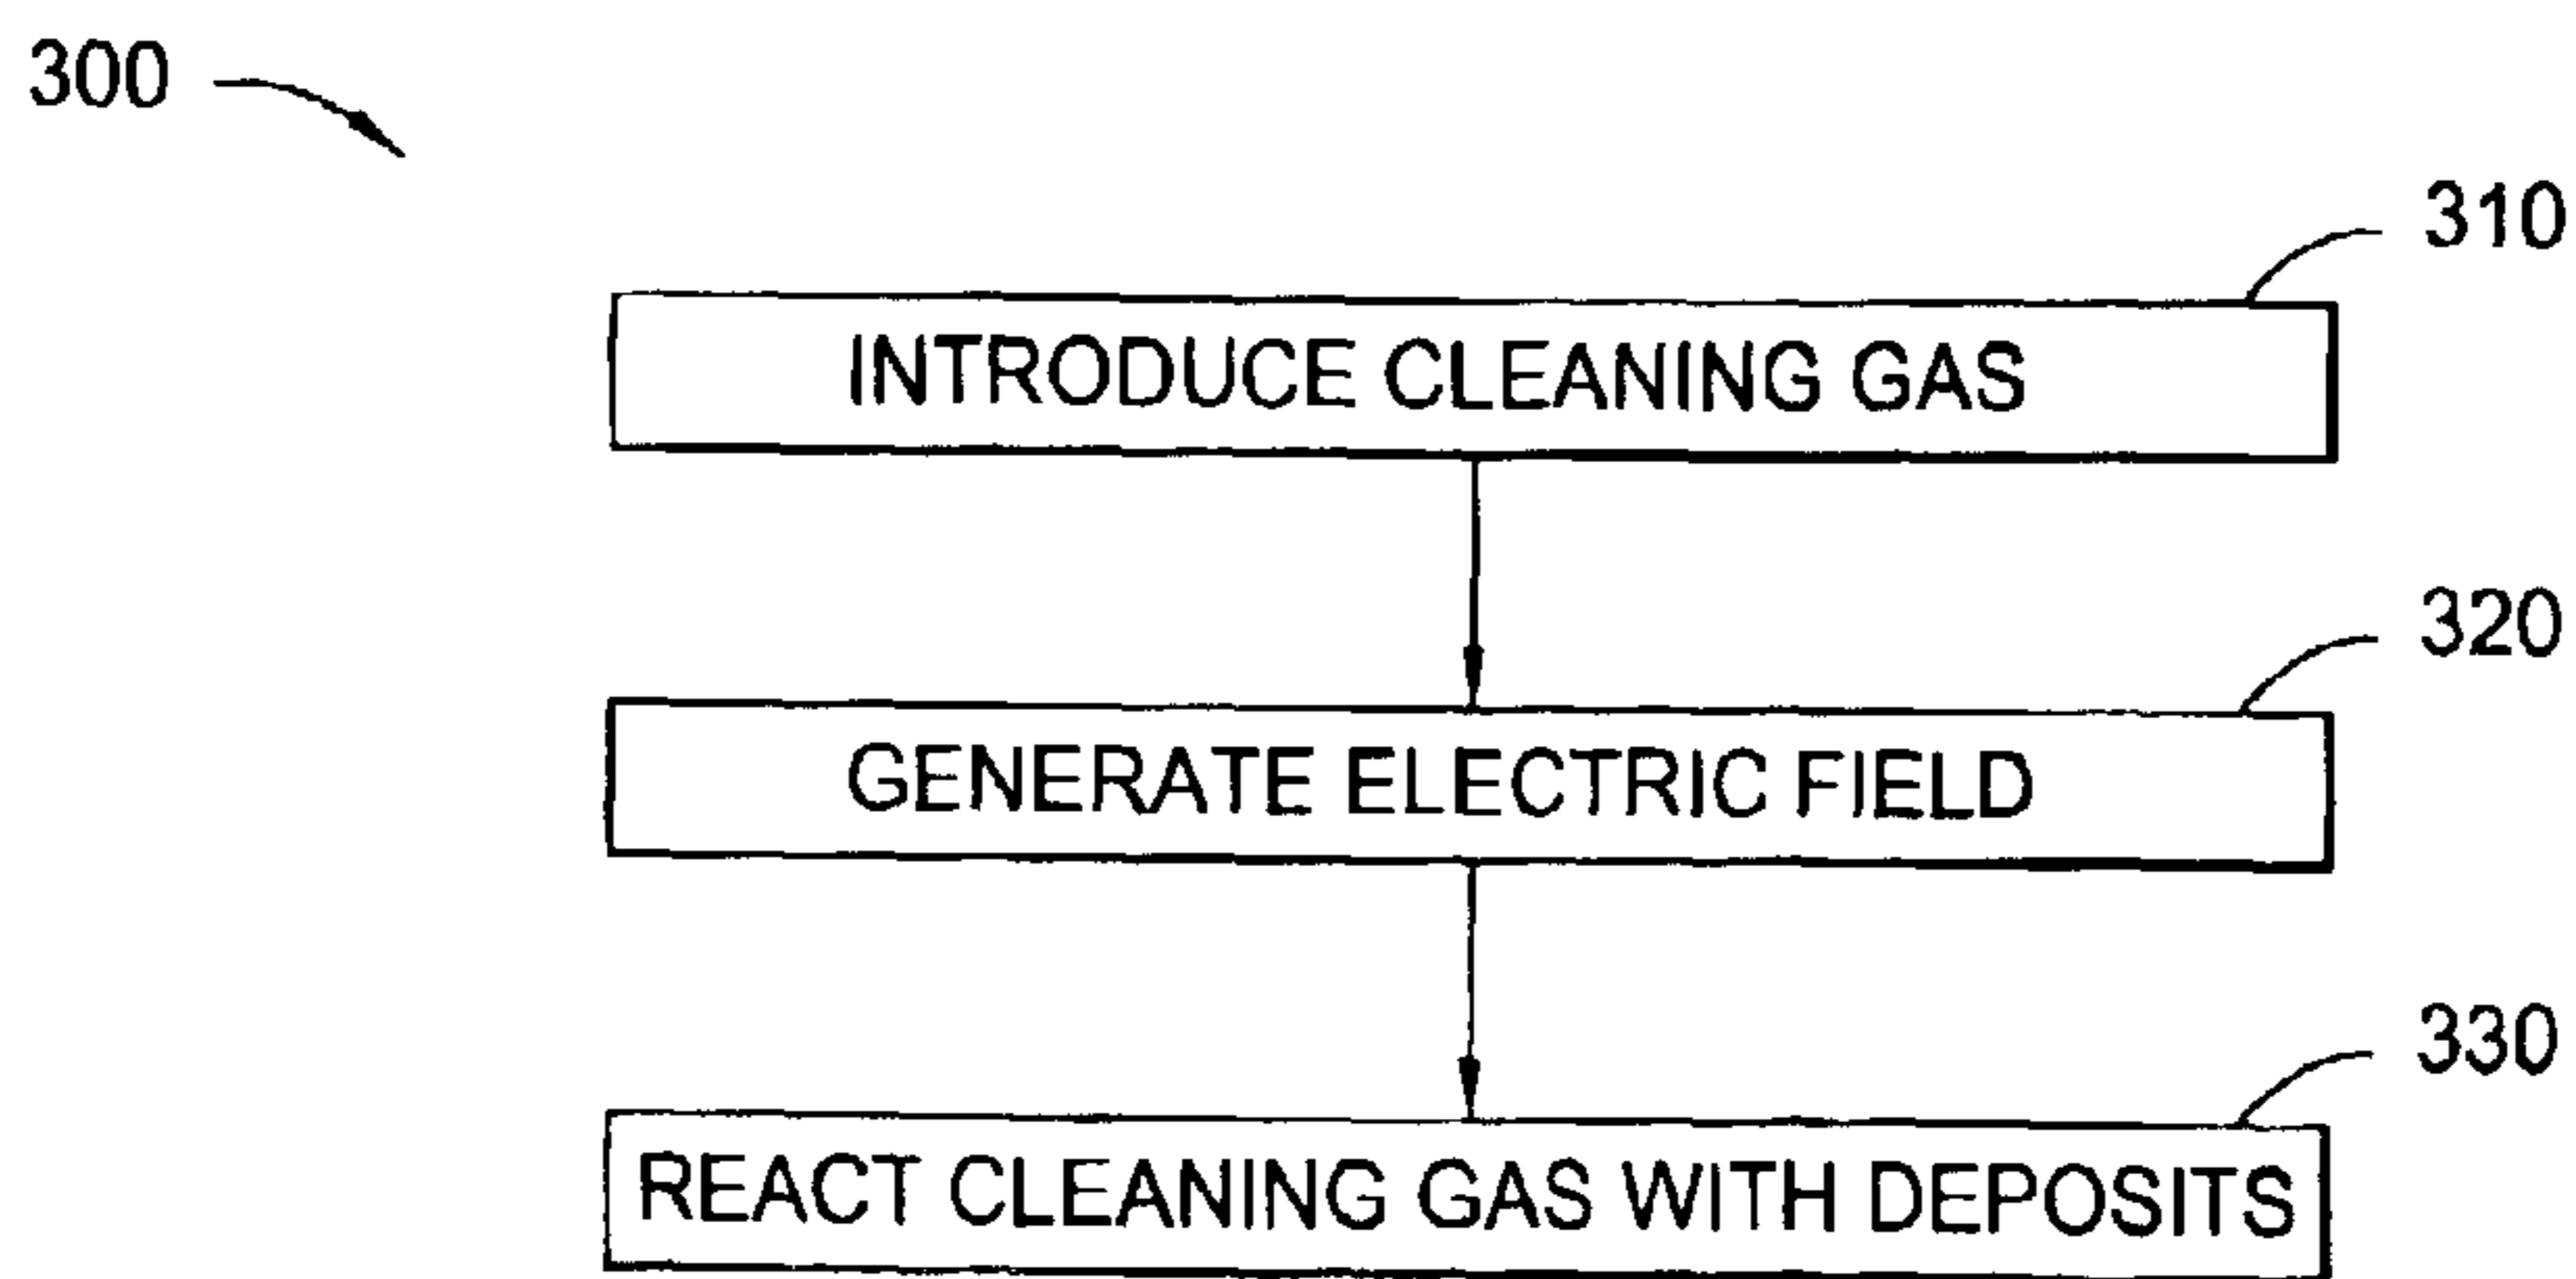 300
310
INTRODUCE CLEANING GAS
320
GENERATE ELECTRIC FIELD
330
REACT CLEANING GAS WITH DEPOSITS